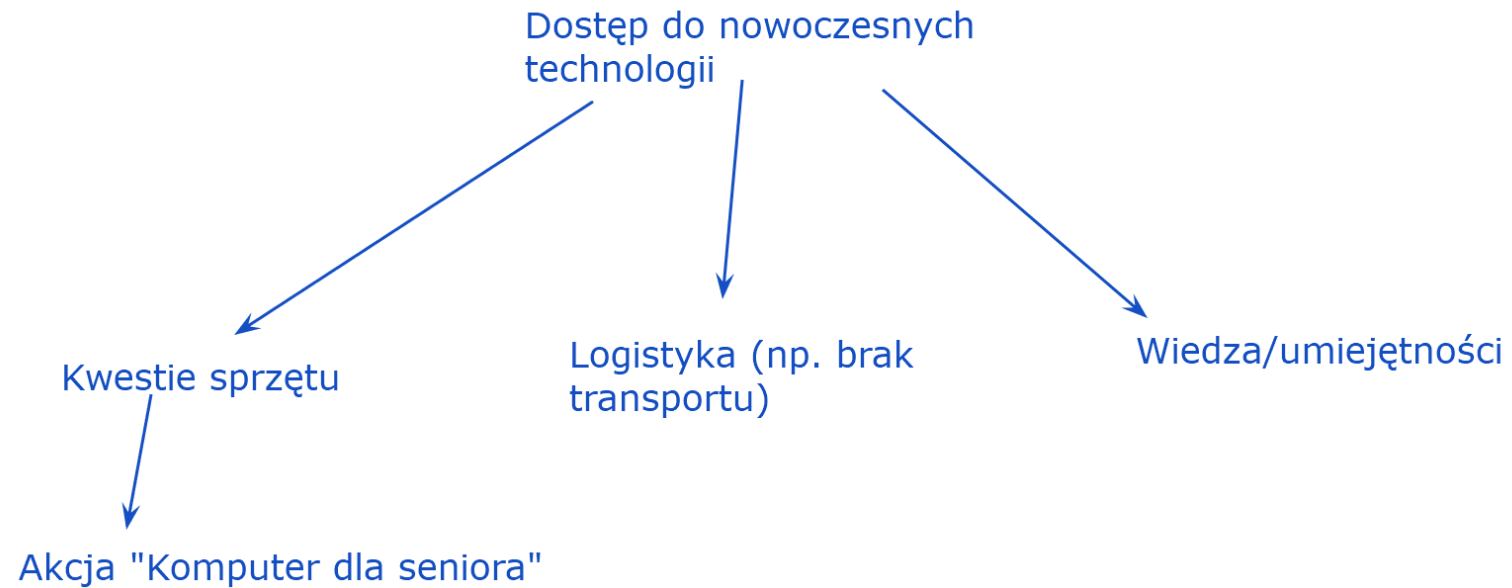 Dostęp do nowoczesnych
technologii
Kwestie sprzętu
Logistyka (np. brak
transportu)
Wiedza/umiejętności
Akcja "Komputer dla seniora"